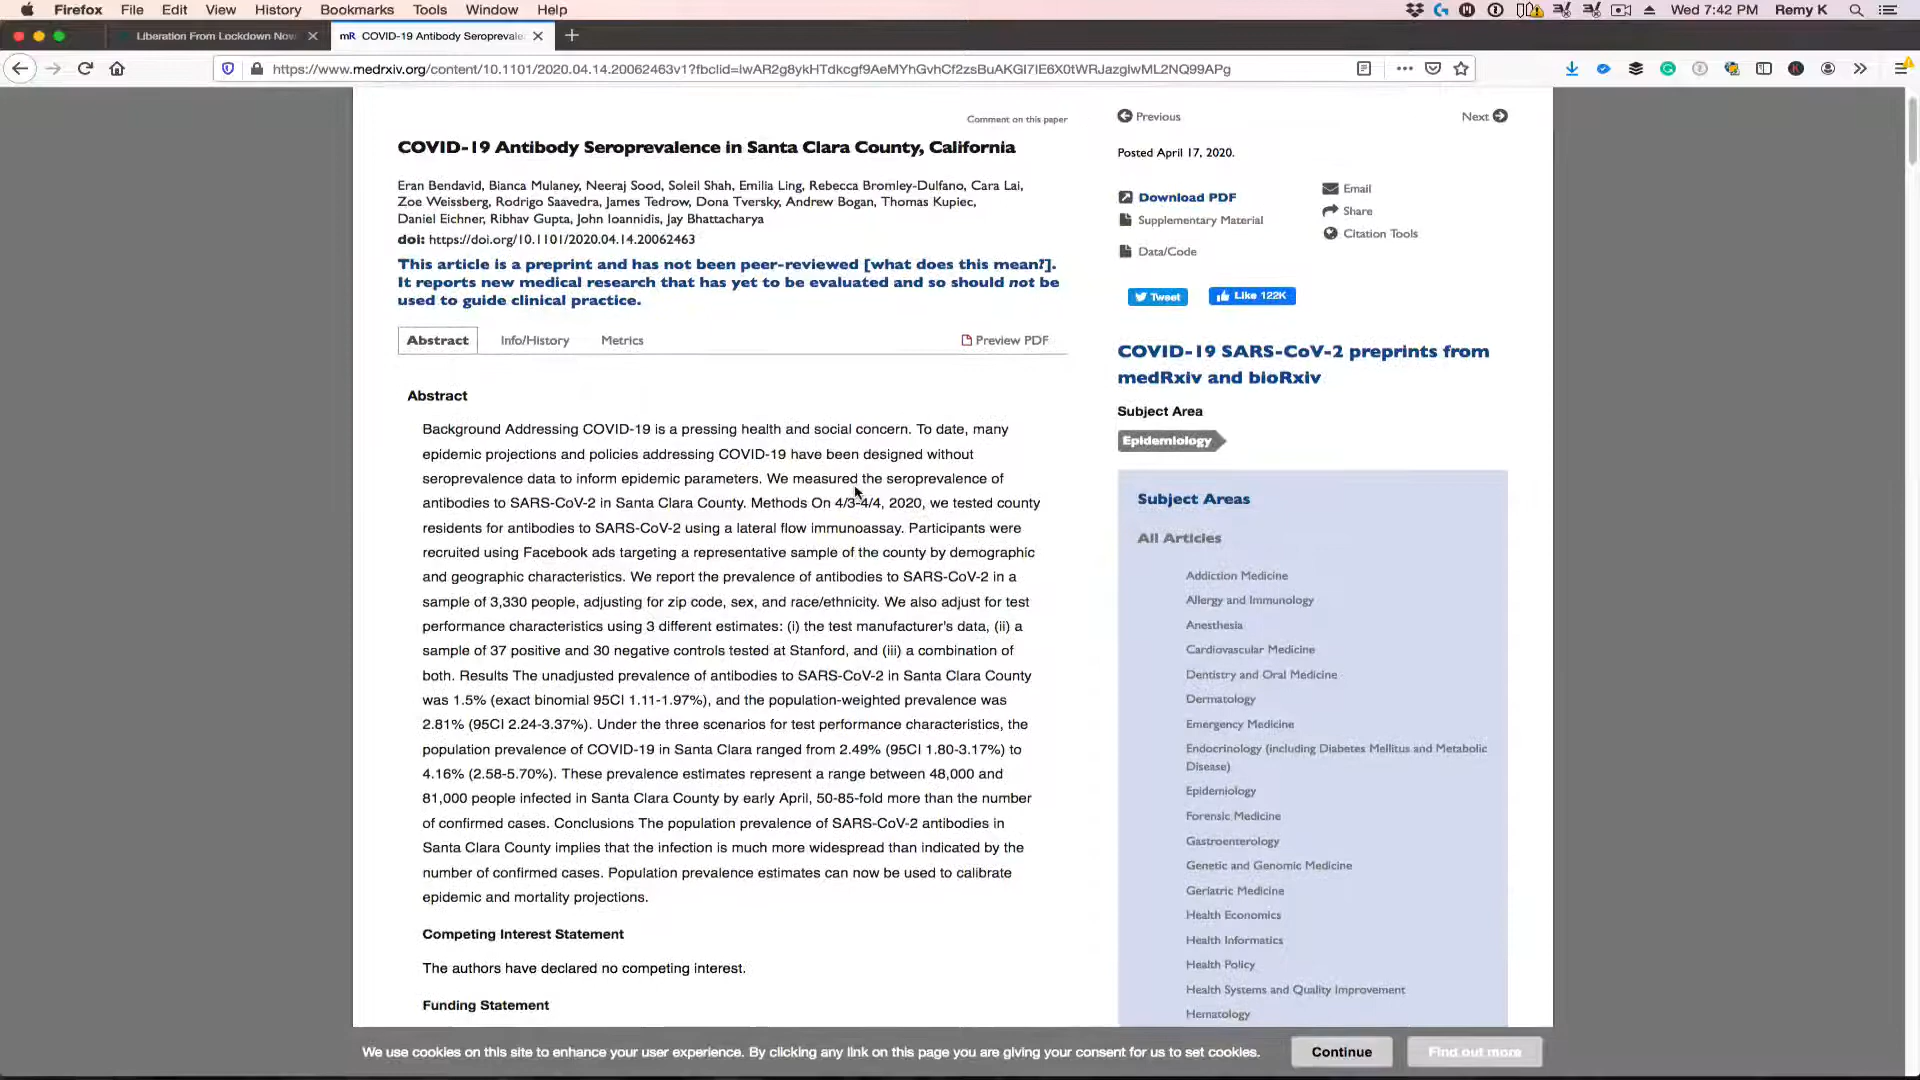 Firefox File Edit View History Bookmarks Tools Window Help Wed 7:42 PM Remy K
Liberation From Lockdown Now
mR COVID-19 Antibody Seroprevale
https://www.medrxiv.org/content/10.1101/2020.04.14.20062463v1?fbclid=IwAR2g8ykHTdkcgf9AeMYhGvhCf2zsBuAKGI7IE6X0tWRJazglwML2NQ99APg
Comment on this paper
COVID-19 Antibody Seroprevalence in Santa Clara County, California
Eran Bendavid, Bianca Mulaney, Neeraj Sood, Soleil Shah, Emilia Ling, Rebecca Bromley-Dulfano, Cara Lai,
Zoe Weissberg, Rodrigo Saavedra, James Tedrow, Dona Tversky, Andrew Bogan, Thomas Kupiec,
Daniel Eichner, Ribhav Gupta, John Ioannidis, Jay Bhattacharya
doi: https://doi.org/10.1101/2020.04.14.20062463
This article is a preprint and has not been peer-reviewed [what does this mean?].
It reports new medical research that has yet to be evaluated and so should not be
used to guide clinical practice.
Abstract Info/History Metrics Preview PDF
Abstract
Background Addressing COVID-19 is a pressing health and social concern. To date, many
epidemic projections and policies addressing COVID-19 have been designed without
seroprevalence data to inform epidemic parameters. We measured the seroprevalence of
antibodies to SARS-CoV-2 in Santa Clara County. Methods On 4/3-4/4, 2020, we tested county
residents for antibodies to SARS-CoV-2 using a lateral flow immunoassay. Participants were
recruited using Facebook ads targeting a representative sample of the county by demographic
and geographic characteristics. We report the prevalence of antibodies to SARS-CoV-2 in a
sample of 3,330 people, adjusting for zip code, sex, and race/ethnicity. We also adjust for test
performance characteristics using 3 different estimates: (i) the test manufacturer's data, (ii) a
sample of 37 positive and 30 negative controls tested at Stanford, and (iii) a combination of
both. Results The unadjusted prevalence of antibodies to SARS-CoV-2 in Santa Clara County
was 1.5% (exact binomial 95CI 1.11-1.97%), and the population-weighted prevalence was
2.81% (95CI 2.24-3.37%). Under the three scenarios for test performance characteristics, the
population prevalence of COVID-19 in Santa Clara ranged from 2.49% (95CI 1.80-3.17%) to
4.16% (2.58-5.70%). These prevalence estimates represent a range between 48,000 and
81,000 people infected in Santa Clara County by early April, 50-85-fold more than the number
of confirmed cases. Conclusions The population prevalence of SARS-CoV-2 antibodies in
Santa Clara County implies that the infection is much more widespread than indicated by the
number of confirmed cases. Population prevalence estimates can now be used to calibrate
epidemic and mortality projections.
Competing Interest Statement
The authors have declared no competing interest.
Funding Statement
Previous Next
Posted April 17, 2020.
Download PDF
Supplementary Material
Data/Code
Email
Share
Citation Tools
Tweet Like 122K
COVID-19 SARS-CoV-2 preprints from
medRxiv and bioRxiv
Subject Area
Epidemiology
Subject Areas
All Articles
Addiction Medicine
Allergy and Immunology
Anesthesia
Cardiovascular Medicine
Dentistry and Oral Medicine
Dermatology
Emergency Medicine
Endocrinology (including Diabetes Mellitus and Metabolic
Disease)
Epidemiology
Forensic Medicine
Gastroenterology
Genetic and Genomic Medicine
Geriatric Medicine
Health Economics
Health Informatics
Health Policy
Health Systems and Quality Improvement
Hematology
We use cookies on this site to enhance your user experience. By clicking any link on this page you are giving your consent for us to set cookies. Continue Find out more